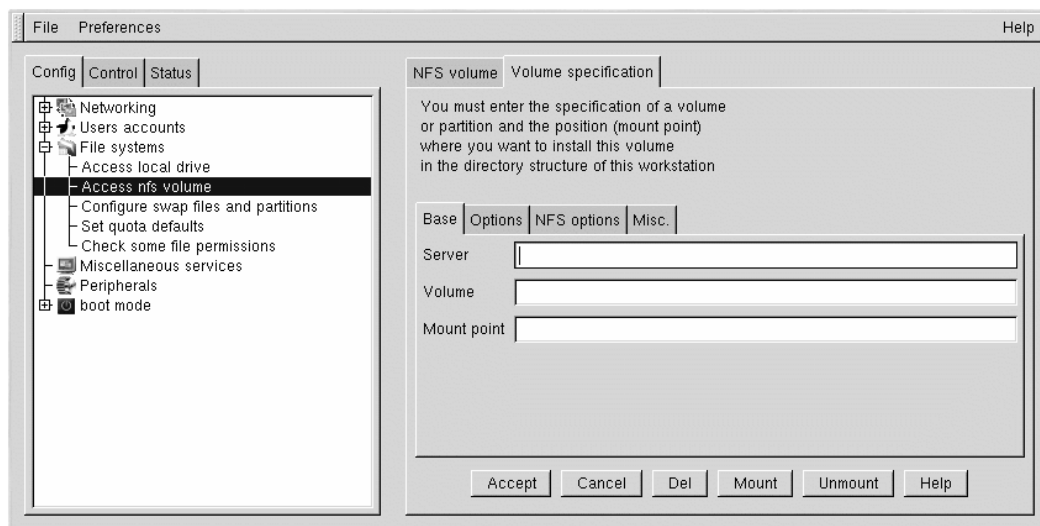 File Preferences Help
Config Control Status
Networking
Users accounts
File systems
Access local drive
Access nfs volume
Configure swap files and partitions
Set quota defaults
Check some file permissions
Miscellaneous services
Peripherals
boot mode
NFS volume Volume specification
You must enter the specification of a volume
or partition and the position (mount point)
where you want to install this volume
in the directory structure of this workstation
Base Options NFS options Misc.
Server
Volume
Mount point
Accept Cancel Del Mount Unmount Help